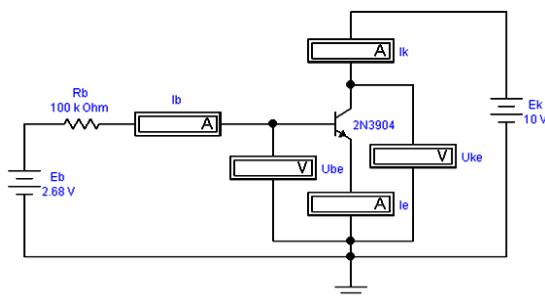 A
Ik
Rb
100 k Ohm
Ib
A
2N3904
Ek
10 V
V
Ube
V
Uke
Eb
2.68 V
A
Ie